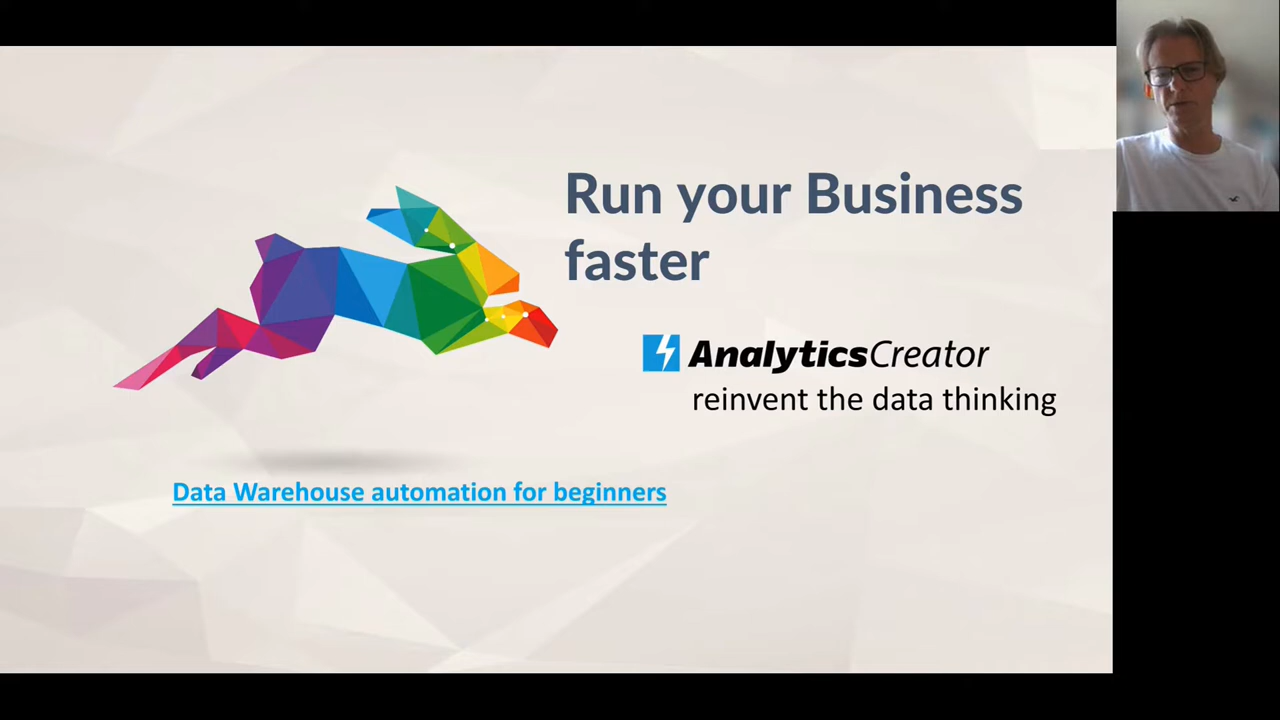 Run your Business
faster
AnalyticsCreator
reinvent the data thinking
Data Warehouse automation for beginners